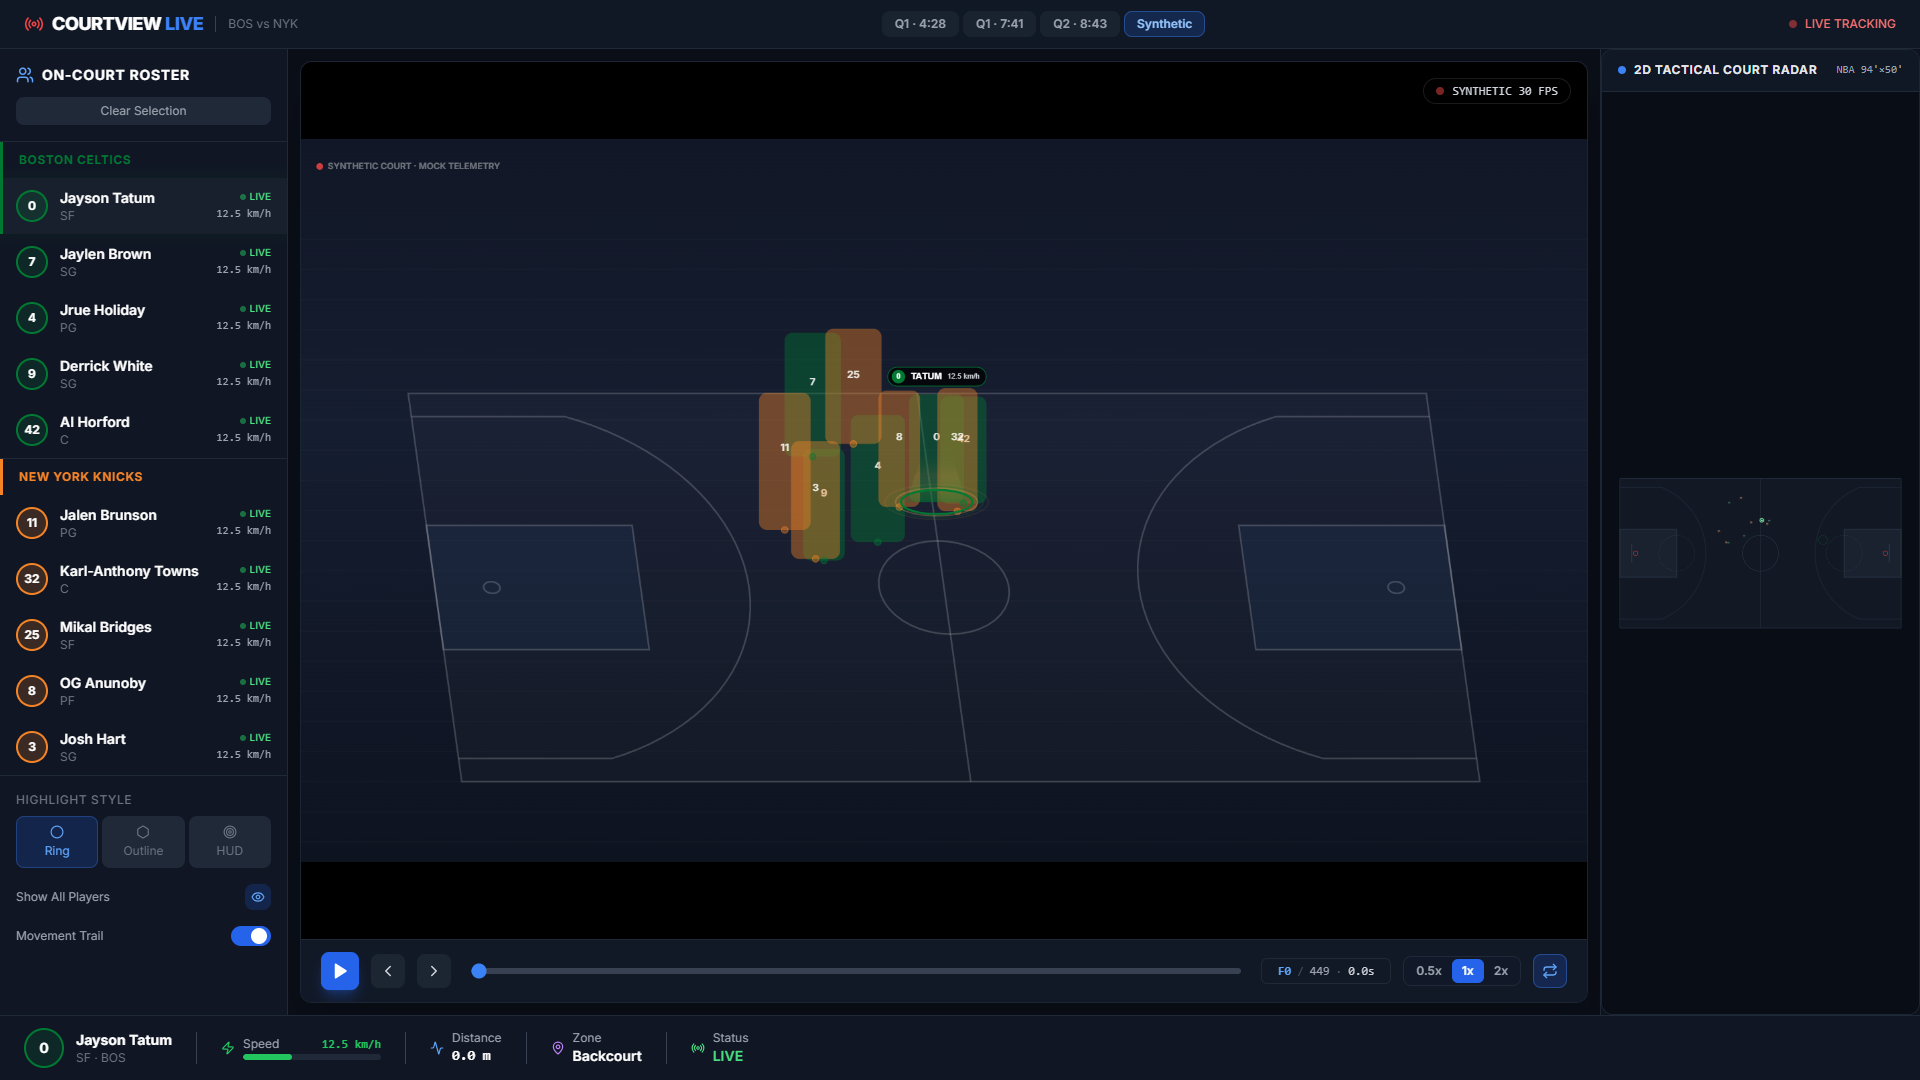 COURTVIEW LIVE
BOS vs NYK
Q1 · 4:28
Q1 · 7:41
Q2 · 8:43
Synthetic
LIVE TRACKING
ON-COURT ROSTER
Clear Selection
BOSTON CELTICS
0
Jayson Tatum
SF
LIVE
12.5 km/h
7
Jaylen Brown
SG
LIVE
12.5 km/h
4
Jrue Holiday
PG
LIVE
12.5 km/h
9
Derrick White
SG
LIVE
12.5 km/h
42
Al Horford
C
LIVE
12.5 km/h
NEW YORK KNICKS
11
Jalen Brunson
PG
LIVE
12.5 km/h
32
Karl-Anthony Towns
C
LIVE
12.5 km/h
25
Mikal Bridges
SF
LIVE
12.5 km/h
8
OG Anunoby
PF
LIVE
12.5 km/h
3
Josh Hart
SG
LIVE
12.5 km/h
HIGHLIGHT STYLE
Ring
Outline
HUD
Show All Players
Movement Trail
SYNTHETIC 30 FPS
SYNTHETIC COURT · MOCK TELEMETRY
7
25
0 TATUM 12.5 km/h
11
8
0
32
42
4
3
9
F0 / 449 · 0.0s
0.5x
1x
2x
2D TACTICAL COURT RADAR
NBA 94'×50'
0
Jayson Tatum
SF · BOS
Speed
12.5 km/h
Distance
0.0 m
Zone
Backcourt
Status
LIVE